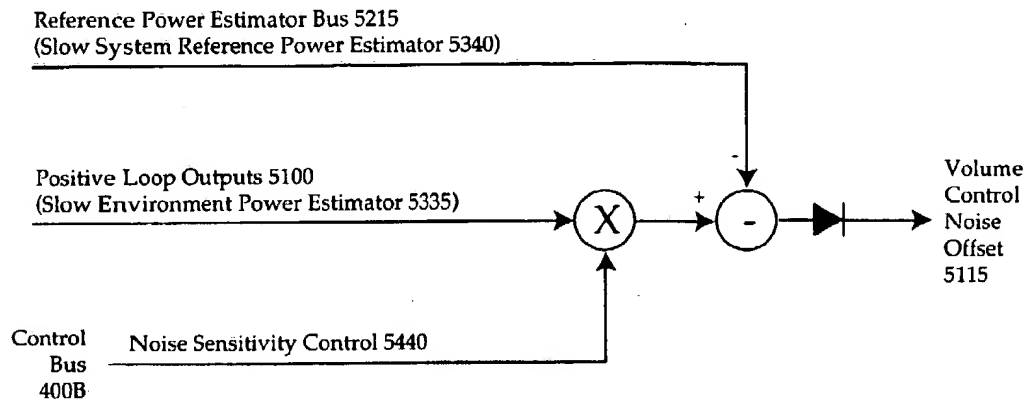 Reference Power Estimator Bus 5215
(Slow System Reference Power Estimator 5340)
-
Positive Loop Outputs 5100
(Slow Environment Power Estimator 5335)
X
+
-
Volume
Control
Noise
Offset
5115
Control
Bus
400B
Noise Sensitivity Control 5440